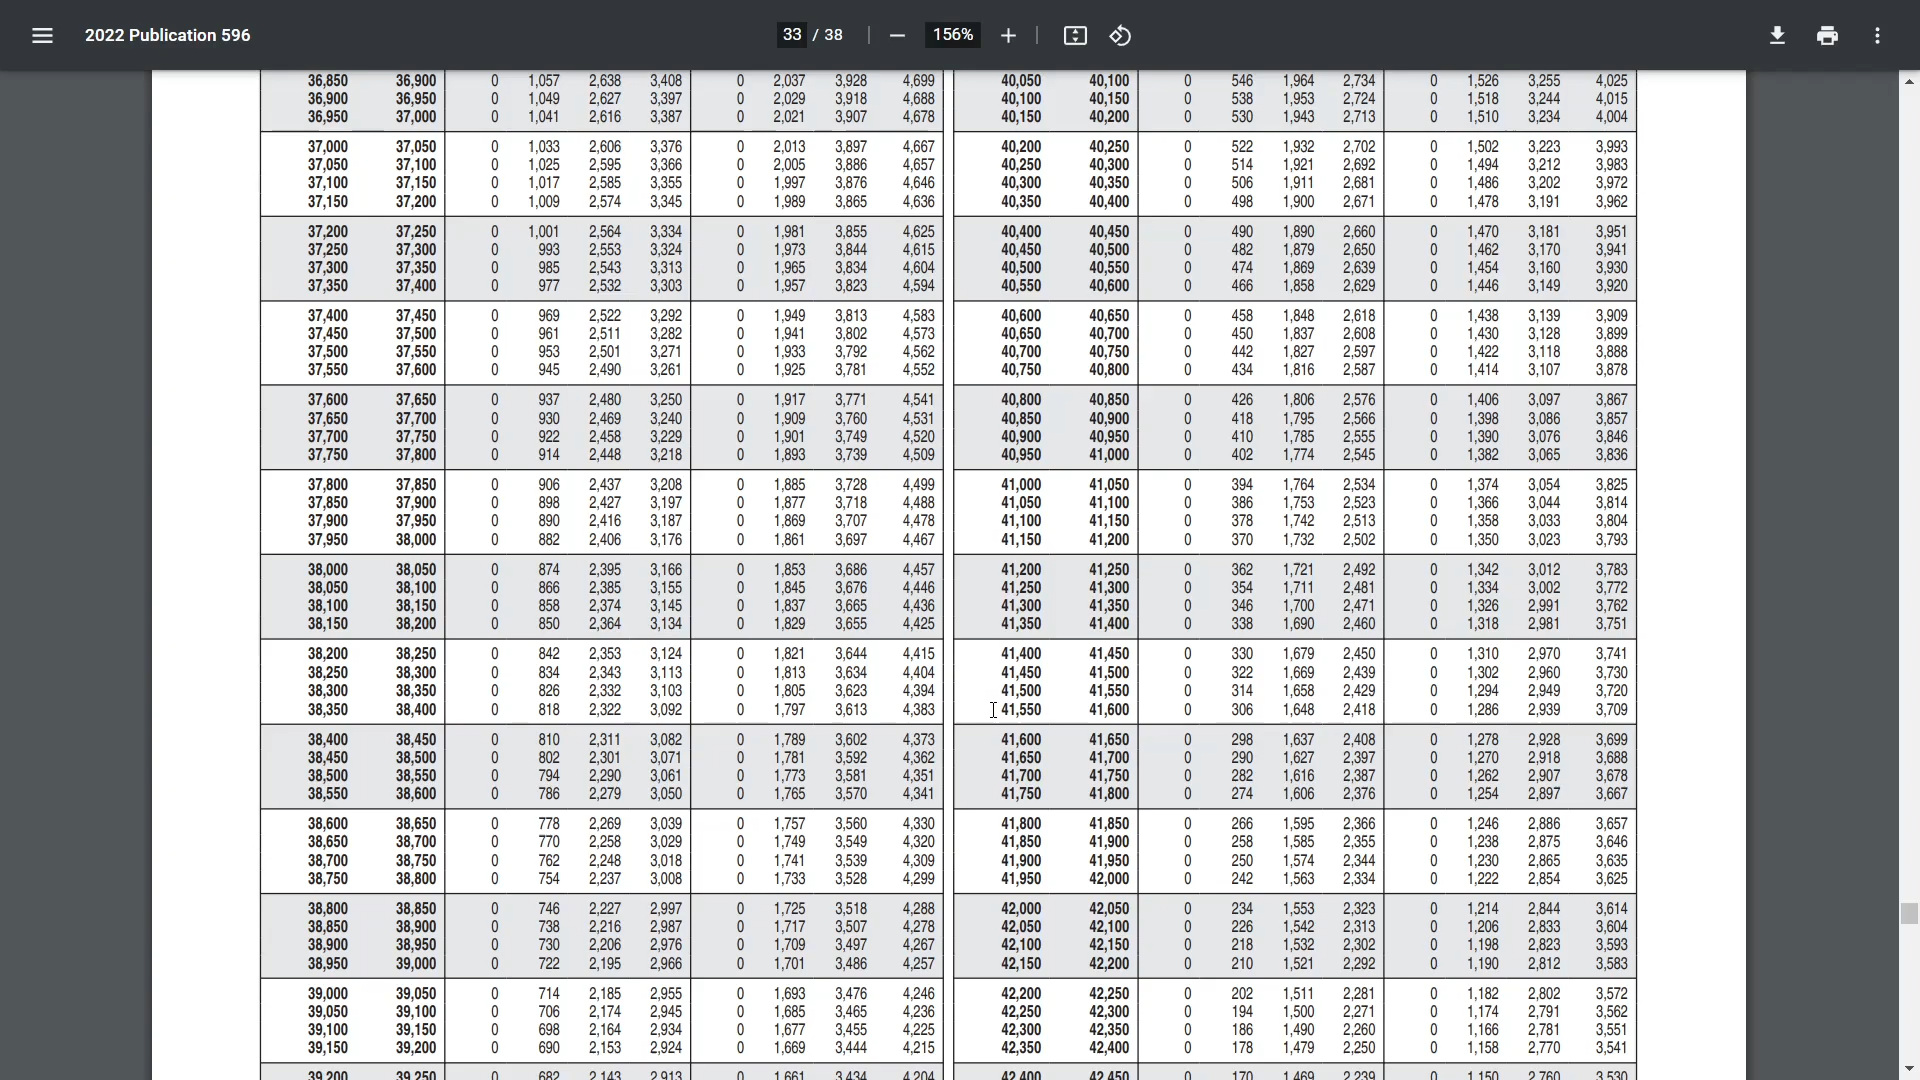 2022 Publication 596
33 / 38
156%
36,850 36,900 0 1,057 2,638 3,408 0 2,037 3,928 4,699 40,050 40,100 0 546 1,964 2,734 0 1,526 3,255 4,025
36,900 36,950 0 1,049 2,627 3,397 0 2,029 3,918 4,688 40,100 40,150 0 538 1,953 2,724 0 1,518 3,244 4,015
36,950 37,000 0 1,041 2,616 3,387 0 2,021 3,907 4,678 40,150 40,200 0 530 1,943 2,713 0 1,510 3,234 4,004
37,000 37,050 0 1,033 2,606 3,376 0 2,013 3,897 4,667 40,200 40,250 0 522 1,932 2,702 0 1,502 3,223 3,993
37,050 37,100 0 1,025 2,595 3,366 0 2,005 3,886 4,657 40,250 40,300 0 514 1,921 2,692 0 1,494 3,212 3,983
37,100 37,150 0 1,017 2,585 3,355 0 1,997 3,876 4,646 40,300 40,350 0 506 1,911 2,681 0 1,486 3,202 3,972
37,150 37,200 0 1,009 2,574 3,345 0 1,989 3,865 4,636 40,350 40,400 0 498 1,900 2,671 0 1,478 3,191 3,962
37,200 37,250 0 1,001 2,564 3,334 0 1,981 3,855 4,625 40,400 40,450 0 490 1,890 2,660 0 1,470 3,181 3,951
37,250 37,300 0 993 2,553 3,324 0 1,973 3,844 4,615 40,450 40,500 0 482 1,879 2,650 0 1,462 3,170 3,941
37,300 37,350 0 985 2,543 3,313 0 1,965 3,834 4,604 40,500 40,550 0 474 1,869 2,639 0 1,454 3,160 3,930
37,350 37,400 0 977 2,532 3,303 0 1,957 3,823 4,594 40,550 40,600 0 466 1,858 2,629 0 1,446 3,149 3,920
37,400 37,450 0 969 2,522 3,292 0 1,949 3,813 4,583 40,600 40,650 0 458 1,848 2,618 0 1,438 3,139 3,909
37,450 37,500 0 961 2,511 3,282 0 1,941 3,802 4,573 40,650 40,700 0 450 1,837 2,608 0 1,430 3,128 3,899
37,500 37,550 0 953 2,501 3,271 0 1,933 3,792 4,562 40,700 40,750 0 442 1,827 2,597 0 1,422 3,118 3,888
37,550 37,600 0 945 2,490 3,261 0 1,925 3,781 4,552 40,750 40,800 0 434 1,816 2,587 0 1,414 3,107 3,878
37,600 37,650 0 937 2,480 3,250 0 1,917 3,771 4,541 40,800 40,850 0 426 1,806 2,576 0 1,406 3,097 3,867
37,650 37,700 0 930 2,469 3,240 0 1,909 3,760 4,531 40,850 40,900 0 418 1,795 2,566 0 1,398 3,086 3,857
37,700 37,750 0 922 2,458 3,229 0 1,901 3,749 4,520 40,900 40,950 0 410 1,785 2,555 0 1,390 3,076 3,846
37,750 37,800 0 914 2,448 3,218 0 1,893 3,739 4,509 40,950 41,000 0 402 1,774 2,545 0 1,382 3,065 3,836
37,800 37,850 0 906 2,437 3,208 0 1,885 3,728 4,499 41,000 41,050 0 394 1,764 2,534 0 1,374 3,054 3,825
37,850 37,900 0 898 2,427 3,197 0 1,877 3,718 4,488 41,050 41,100 0 386 1,753 2,523 0 1,366 3,044 3,814
37,900 37,950 0 890 2,416 3,187 0 1,869 3,707 4,478 41,100 41,150 0 378 1,742 2,513 0 1,358 3,033 3,804
37,950 38,000 0 882 2,406 3,176 0 1,861 3,697 4,467 41,150 41,200 0 370 1,732 2,502 0 1,350 3,023 3,793
38,000 38,050 0 874 2,395 3,166 0 1,853 3,686 4,457 41,200 41,250 0 362 1,721 2,492 0 1,342 3,012 3,783
38,050 38,100 0 866 2,385 3,155 0 1,845 3,676 4,446 41,250 41,300 0 354 1,711 2,481 0 1,334 3,002 3,772
38,100 38,150 0 858 2,374 3,145 0 1,837 3,665 4,436 41,300 41,350 0 346 1,700 2,471 0 1,326 2,991 3,762
38,150 38,200 0 850 2,364 3,134 0 1,829 3,655 4,425 41,350 41,400 0 338 1,690 2,460 0 1,318 2,981 3,751
38,200 38,250 0 842 2,353 3,124 0 1,821 3,644 4,415 41,400 41,450 0 330 1,679 2,450 0 1,310 2,970 3,741
38,250 38,300 0 834 2,343 3,113 0 1,813 3,634 4,404 41,450 41,500 0 322 1,669 2,439 0 1,302 2,960 3,730
38,300 38,350 0 826 2,332 3,103 0 1,805 3,623 4,394 41,500 41,550 0 314 1,658 2,429 0 1,294 2,949 3,720
38,350 38,400 0 818 2,322 3,092 0 1,797 3,613 4,383 41,550 41,600 0 306 1,648 2,418 0 1,286 2,939 3,709
38,400 38,450 0 810 2,311 3,082 0 1,789 3,602 4,373 41,600 41,650 0 298 1,637 2,408 0 1,278 2,928 3,699
38,450 38,500 0 802 2,301 3,071 0 1,781 3,592 4,362 41,650 41,700 0 290 1,627 2,397 0 1,270 2,918 3,688
38,500 38,550 0 794 2,290 3,061 0 1,773 3,581 4,351 41,700 41,750 0 282 1,616 2,387 0 1,262 2,907 3,678
38,550 38,600 0 786 2,279 3,050 0 1,765 3,570 4,341 41,750 41,800 0 274 1,606 2,376 0 1,254 2,897 3,667
38,600 38,650 0 778 2,269 3,039 0 1,757 3,560 4,330 41,800 41,850 0 266 1,595 2,366 0 1,246 2,886 3,657
38,650 38,700 0 770 2,258 3,029 0 1,749 3,549 4,320 41,850 41,900 0 258 1,585 2,355 0 1,238 2,875 3,646
38,700 38,750 0 762 2,248 3,018 0 1,741 3,539 4,309 41,900 41,950 0 250 1,574 2,344 0 1,230 2,865 3,635
38,750 38,800 0 754 2,237 3,008 0 1,733 3,528 4,299 41,950 42,000 0 242 1,563 2,334 0 1,222 2,854 3,625
38,800 38,850 0 746 2,227 2,997 0 1,725 3,518 4,288 42,000 42,050 0 234 1,553 2,323 0 1,214 2,844 3,614
38,850 38,900 0 738 2,216 2,987 0 1,717 3,507 4,278 42,050 42,100 0 226 1,542 2,313 0 1,206 2,833 3,604
38,900 38,950 0 730 2,206 2,976 0 1,709 3,497 4,267 42,100 42,150 0 218 1,532 2,302 0 1,198 2,823 3,593
38,950 39,000 0 722 2,195 2,966 0 1,701 3,486 4,257 42,150 42,200 0 210 1,521 2,292 0 1,190 2,812 3,583
39,000 39,050 0 714 2,185 2,955 0 1,693 3,476 4,246 42,200 42,250 0 202 1,511 2,281 0 1,182 2,802 3,572
39,050 39,100 0 706 2,174 2,945 0 1,685 3,465 4,236 42,250 42,300 0 194 1,500 2,271 0 1,174 2,791 3,562
39,100 39,150 0 698 2,164 2,934 0 1,677 3,455 4,225 42,300 42,350 0 186 1,490 2,260 0 1,166 2,781 3,551
39,150 39,200 0 690 2,153 2,924 0 1,669 3,444 4,215 42,350 42,400 0 178 1,479 2,250 0 1,158 2,770 3,541
39,200 39,250 0 682 2,143 2,913 0 1,661 3,434 4,204 42,400 42,450 0 170 1,469 2,239 0 1,150 2,760 3,530